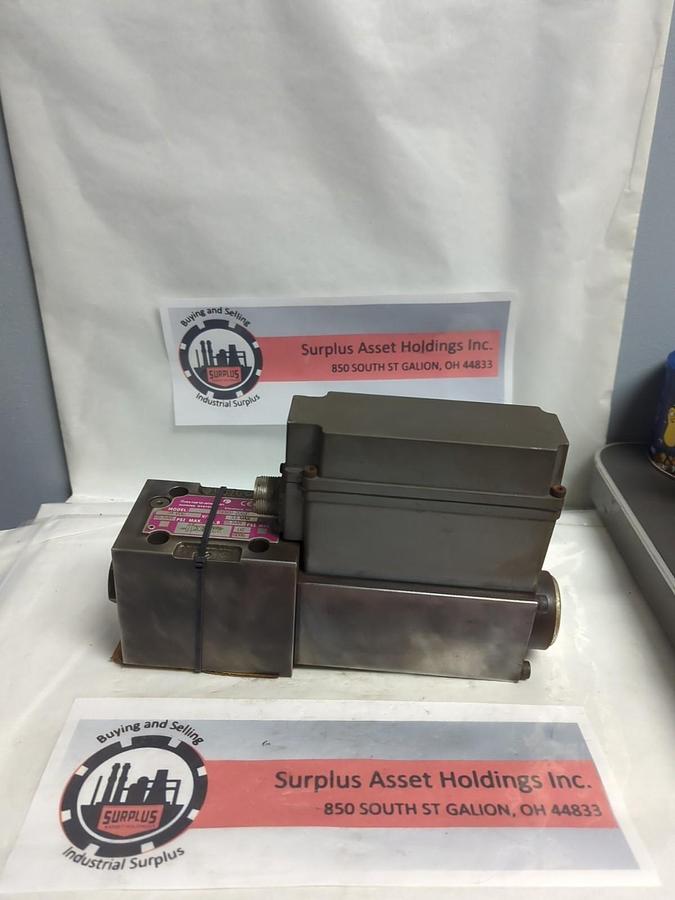 Buying and Selling
SURPLUS
Industrial Surplus
Surplus Asset Holdings Inc.
850 SOUTH ST GALION, OH 44833
CE
MODEL
PSI MAX
Buying and Selling
SURPLUS
Industrial Surplus
Surplus Asset Holdings Inc.
850 SOUTH ST GALION, OH 44833